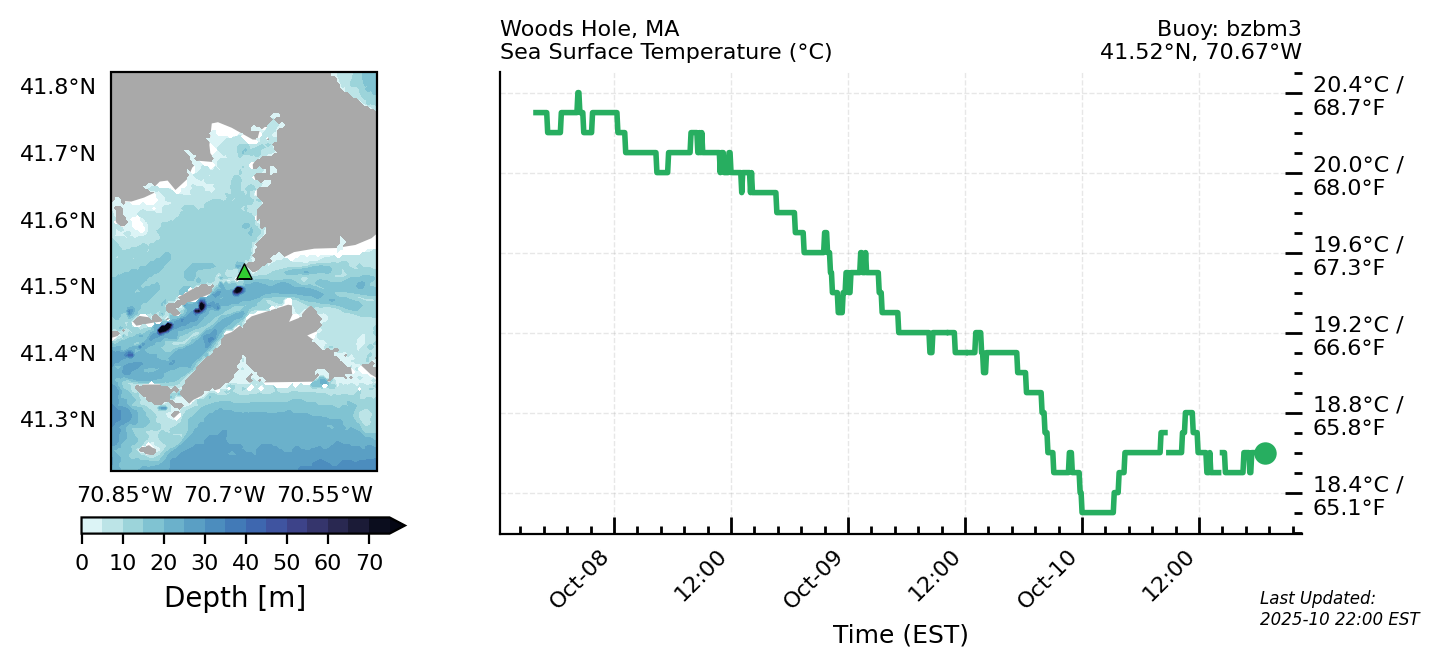 Woods Hole, MA
Sea Surface Temperature (°C)
Buoy: bzbm3
41.52°N, 70.67°W
41.8°N
41.7°N
41.6°N
41.5°N
41.4°N
41.3°N
70.85°W 70.7°W 70.55°W
0 10 20 30 40 50 60 70
Depth [m]
20.4°C /
68.7°F
20.0°C /
68.0°F
19.6°C /
67.3°F
19.2°C /
66.6°F
18.8°C /
65.8°F
18.4°C /
65.1°F
Oct-08 12:00 Oct-09 12:00 Oct-10 12:00
Time (EST)
Last Updated:
2025-10 22:00 EST